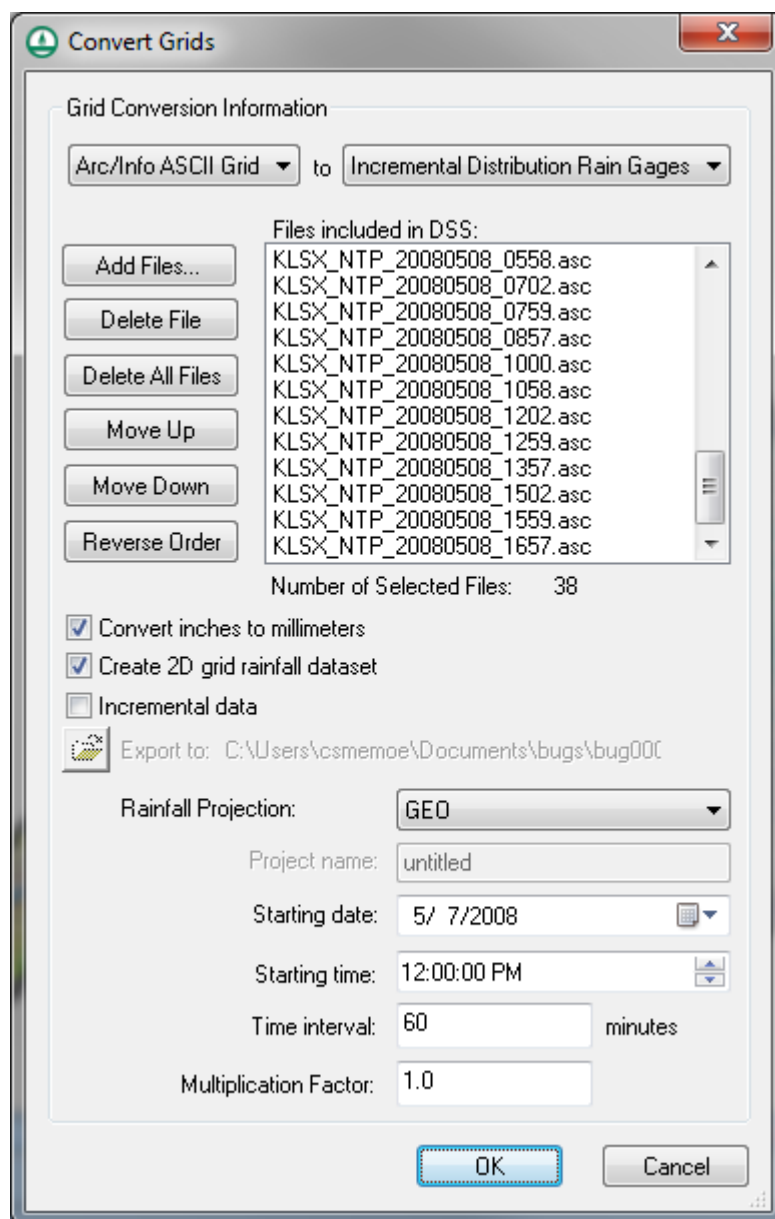 Convert Grids
Grid Conversion Information
Arc/Info ASCII Grid to Incremental Distribution Rain Gages
Files included in DSS:
Add Files...
Delete File
Delete All Files
Move Up
Move Down
Reverse Order
KLSX_NTP_20080508_0558.asc
KLSX_NTP_20080508_0702.asc
KLSX_NTP_20080508_0759.asc
KLSX_NTP_20080508_0857.asc
KLSX_NTP_20080508_1000.asc
KLSX_NTP_20080508_1058.asc
KLSX_NTP_20080508_1202.asc
KLSX_NTP_20080508_1259.asc
KLSX_NTP_20080508_1357.asc
KLSX_NTP_20080508_1502.asc
KLSX_NTP_20080508_1559.asc
KLSX_NTP_20080508_1657.asc
Number of Selected Files: 38
Convert inches to millimeters
Create 2D grid rainfall dataset
Incremental data
Export to: C:\Users\csmemoe\Documents\bugs\bug000
Rainfall Projection: GEO
Project name: untitled
Starting date: 5/ 7/2008
Starting time: 12:00:00 PM
Time interval: 60 minutes
Multiplication Factor: 1.0
OK Cancel